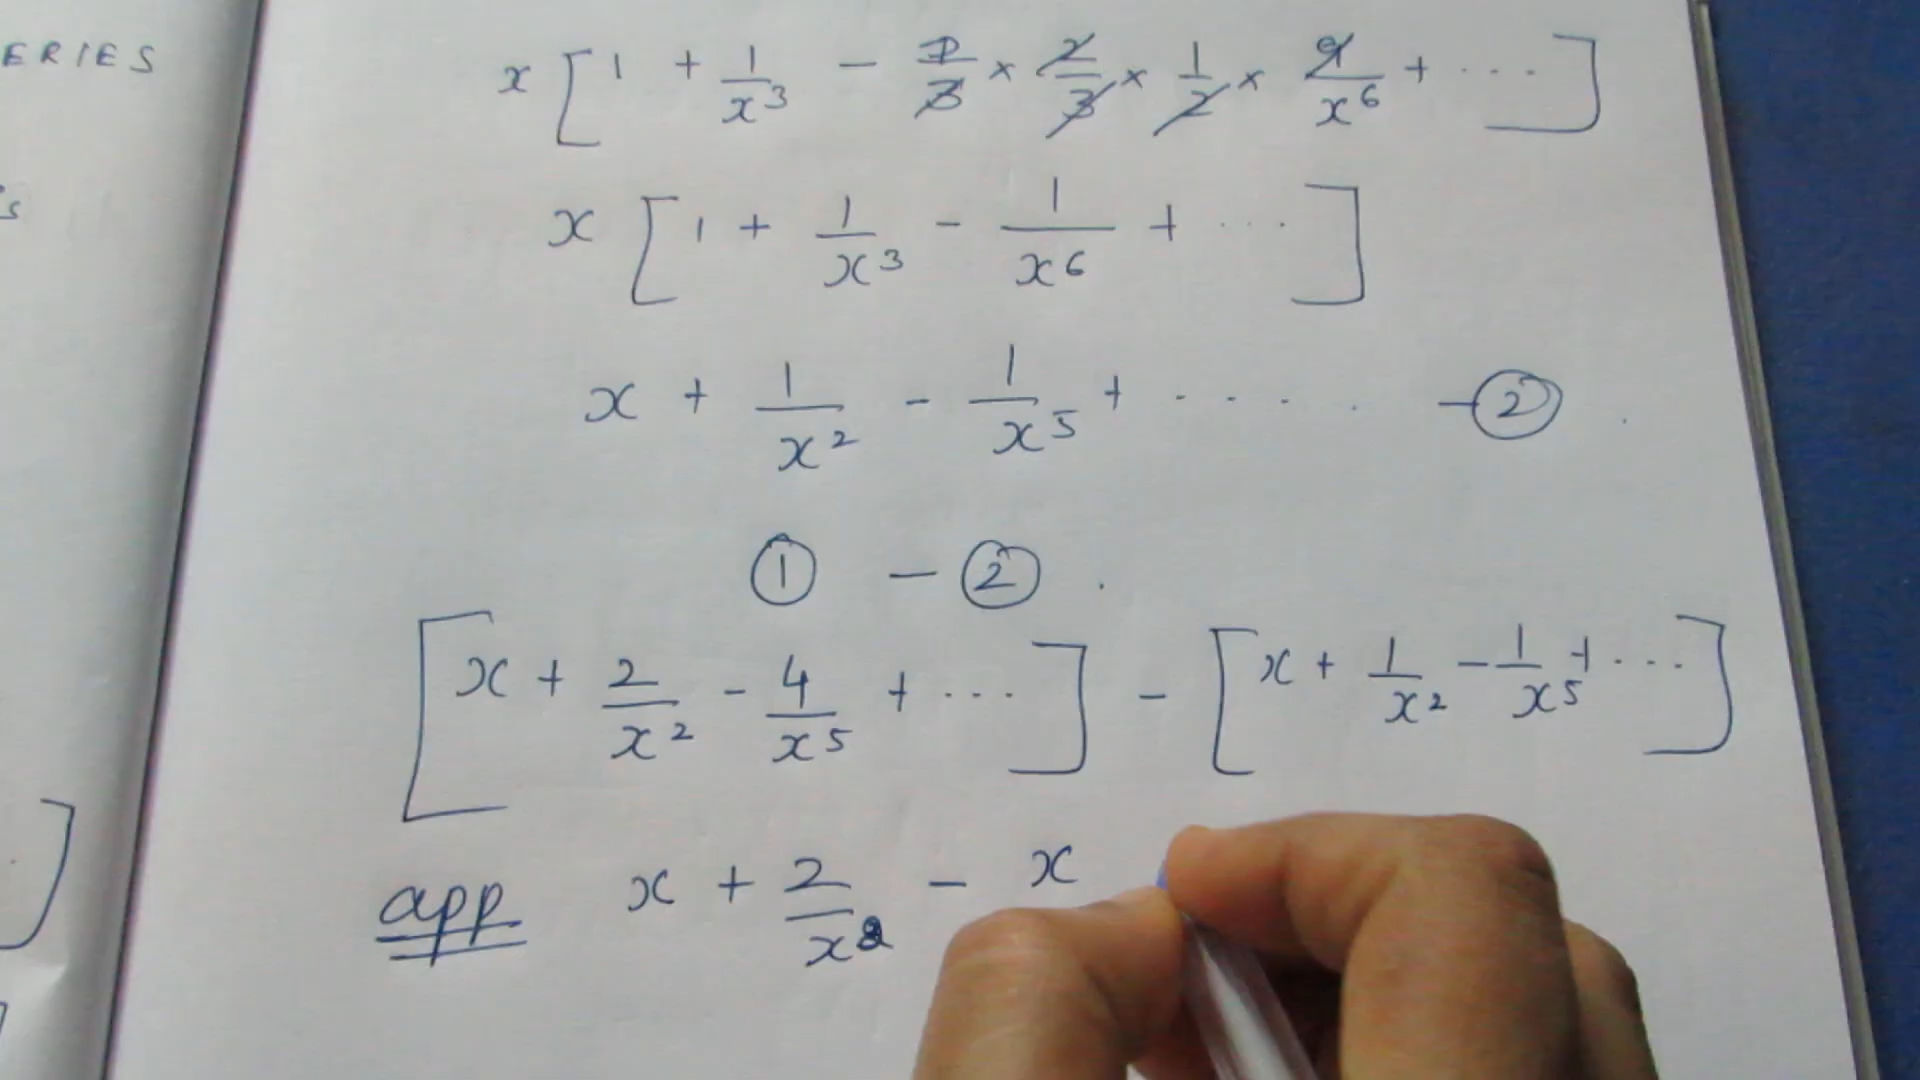 ERIES
x [ 1 + 1/x³ - 1/3 × 2/3 × 1/2 × 9/x⁶ + ... ]
s
x [ 1 + 1/x³ - 1/x⁶ + ... ]
x + 1/x² - 1/x⁵ + .... - ②
① - ② .
[ x + 2/x² - 4/x⁵ + ... ] - [ x + 1/x² - 1/x⁵ + ... ]
]
app x + 2/x² - x